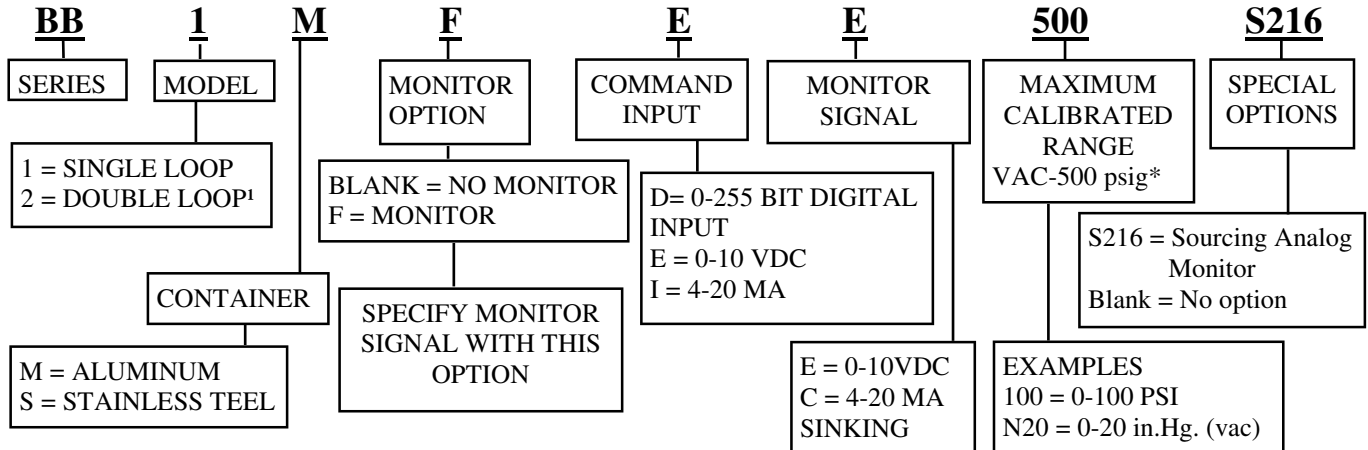 BB 1 M F E E 500 S216
SERIES
MODEL
MONITOR
OPTION
COMMAND
INPUT
MONITOR
SIGNAL
MAXIMUM
CALIBRATED
RANGE
VAC-500 psig*
SPECIAL
OPTIONS
1 = SINGLE LOOP
2 = DOUBLE LOOP¹
BLANK = NO MONITOR
F = MONITOR
D= 0-255 BIT DIGITAL
INPUT
E = 0-10 VDC
I = 4-20 MA
S216 = Sourcing Analog
Monitor
Blank = No option
CONTAINER
SPECIFY MONITOR
SIGNAL WITH THIS
OPTION
M = ALUMINUM
S = STAINLESS TEEL
E = 0-10VDC
C = 4-20 MA
SINKING
EXAMPLES
100 = 0-100 PSI
N20 = 0-20 in.Hg. (vac)